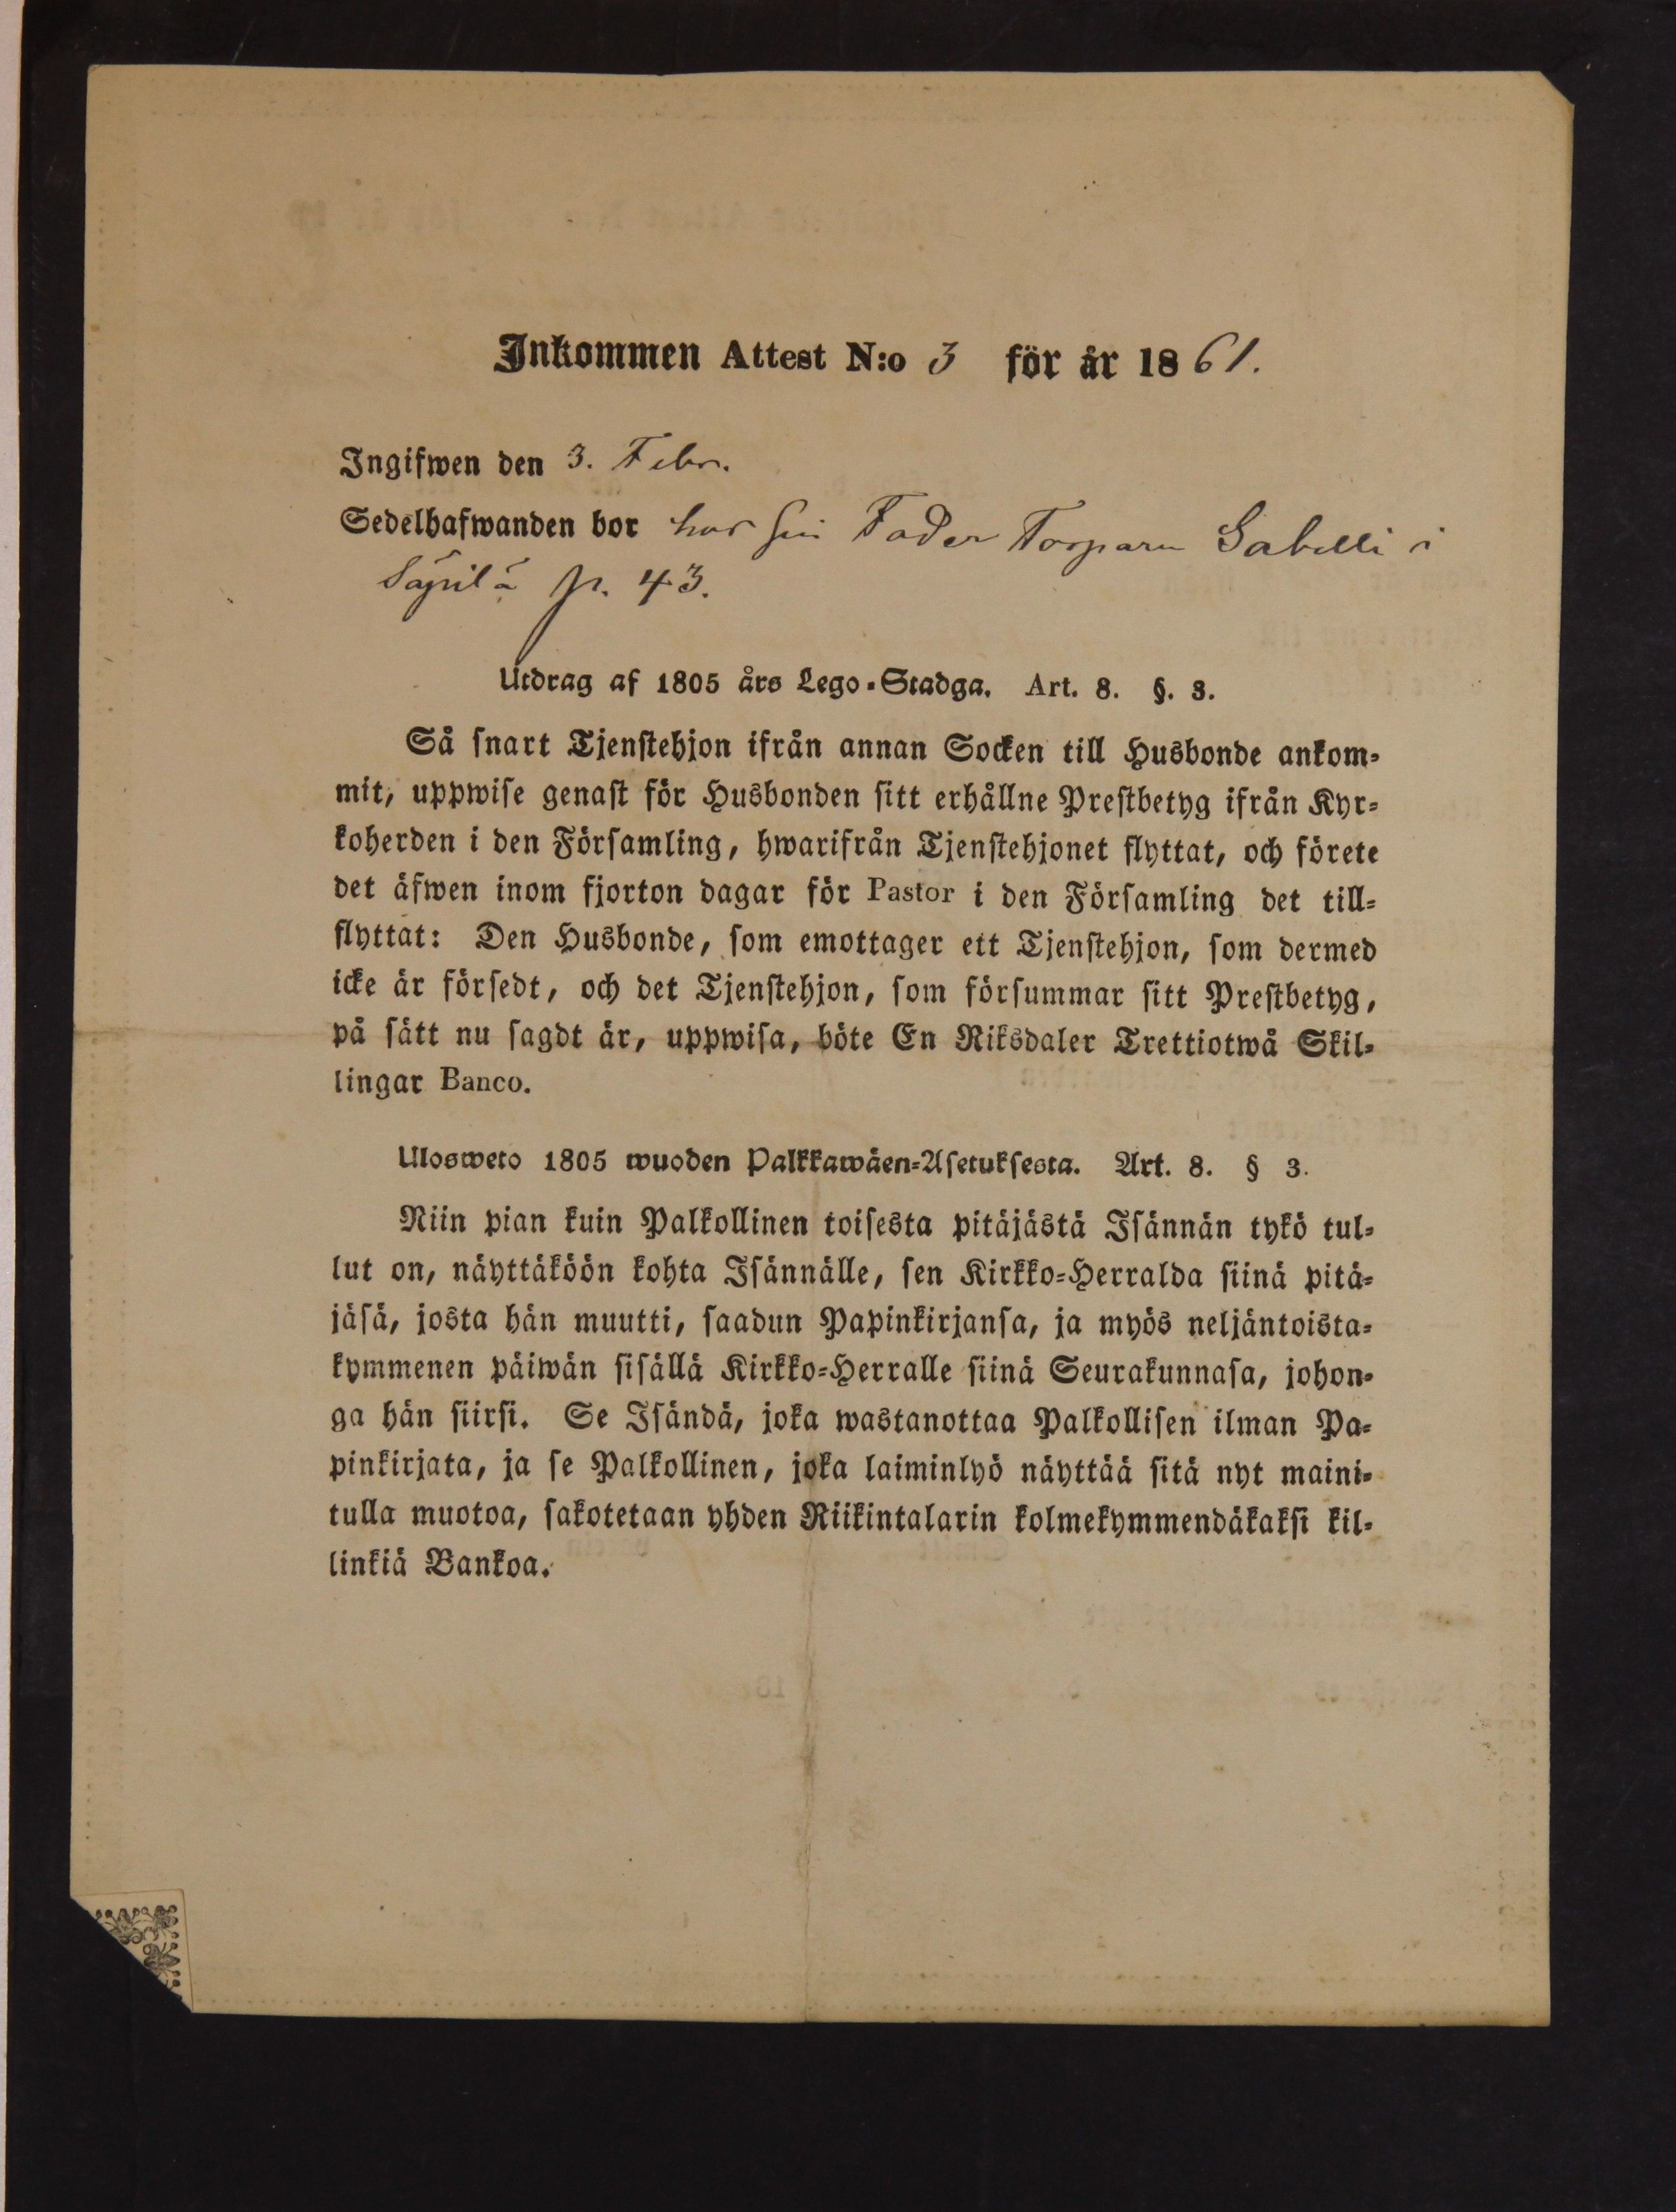 Inkommen Attest N:o 3 för år 1861.
Ingifwen den 3. Febr.
Sedelhafwanden bor hos sin Fader Torparn Gabelli i
Säpilä p. 43.
Utdrag af 1805 års Lego-Stadga. Art. 8. §. 3.
Så snart Tjenstehjon ifrån annan Socken till Husbonde ankom-
mit, uppwise genast för Husbonden sitt erhållne Prestbetyg ifrån Kyr-
koherden i den Församling, hwarifrån Tjenstehjonet flyttat, och förete
det äfwen inom fjorton dagar för Pastor i den Församling det till-
flyttat: Den Husbonde, som emottager ett Tjenstehjon, som dermed
icke är försedt, och det Tjenstehjon, som försummar sitt Prestbetyg,
på sätt nu sagdt är, uppwisa, böte En Riksdaler Trettiotwå Skil-
lingar Banco.
Ulosweto 1805 wuoden Palkkawäen-Asetuksesta. Art. 8. § 3.
Niin pian kuin Palkollinen toisesta pitäjästä Isännän tykö tul-
lut on, näyttäköön kohta Isännälle, sen Kirkko-Herralda siinä pitä-
jäsä, josta hän muutti, saadun Papinkirjansa, ja myös neljäntoista-
kymmenen päiwän sisällä Kirkko-Herralle siinä Seurakunnasa, johon-
ga hän siirsi. Se Isändä, joka wastanottaa Palkollisen ilman Pa-
pinkirjata, ja se Palkollinen, joka laiminlyö näyttää sitä nyt maini-
tulla muotoa, sakotetaan yhden Riikintalarin kolmekymmendäkaksi kil-
linkiä Bankoa.